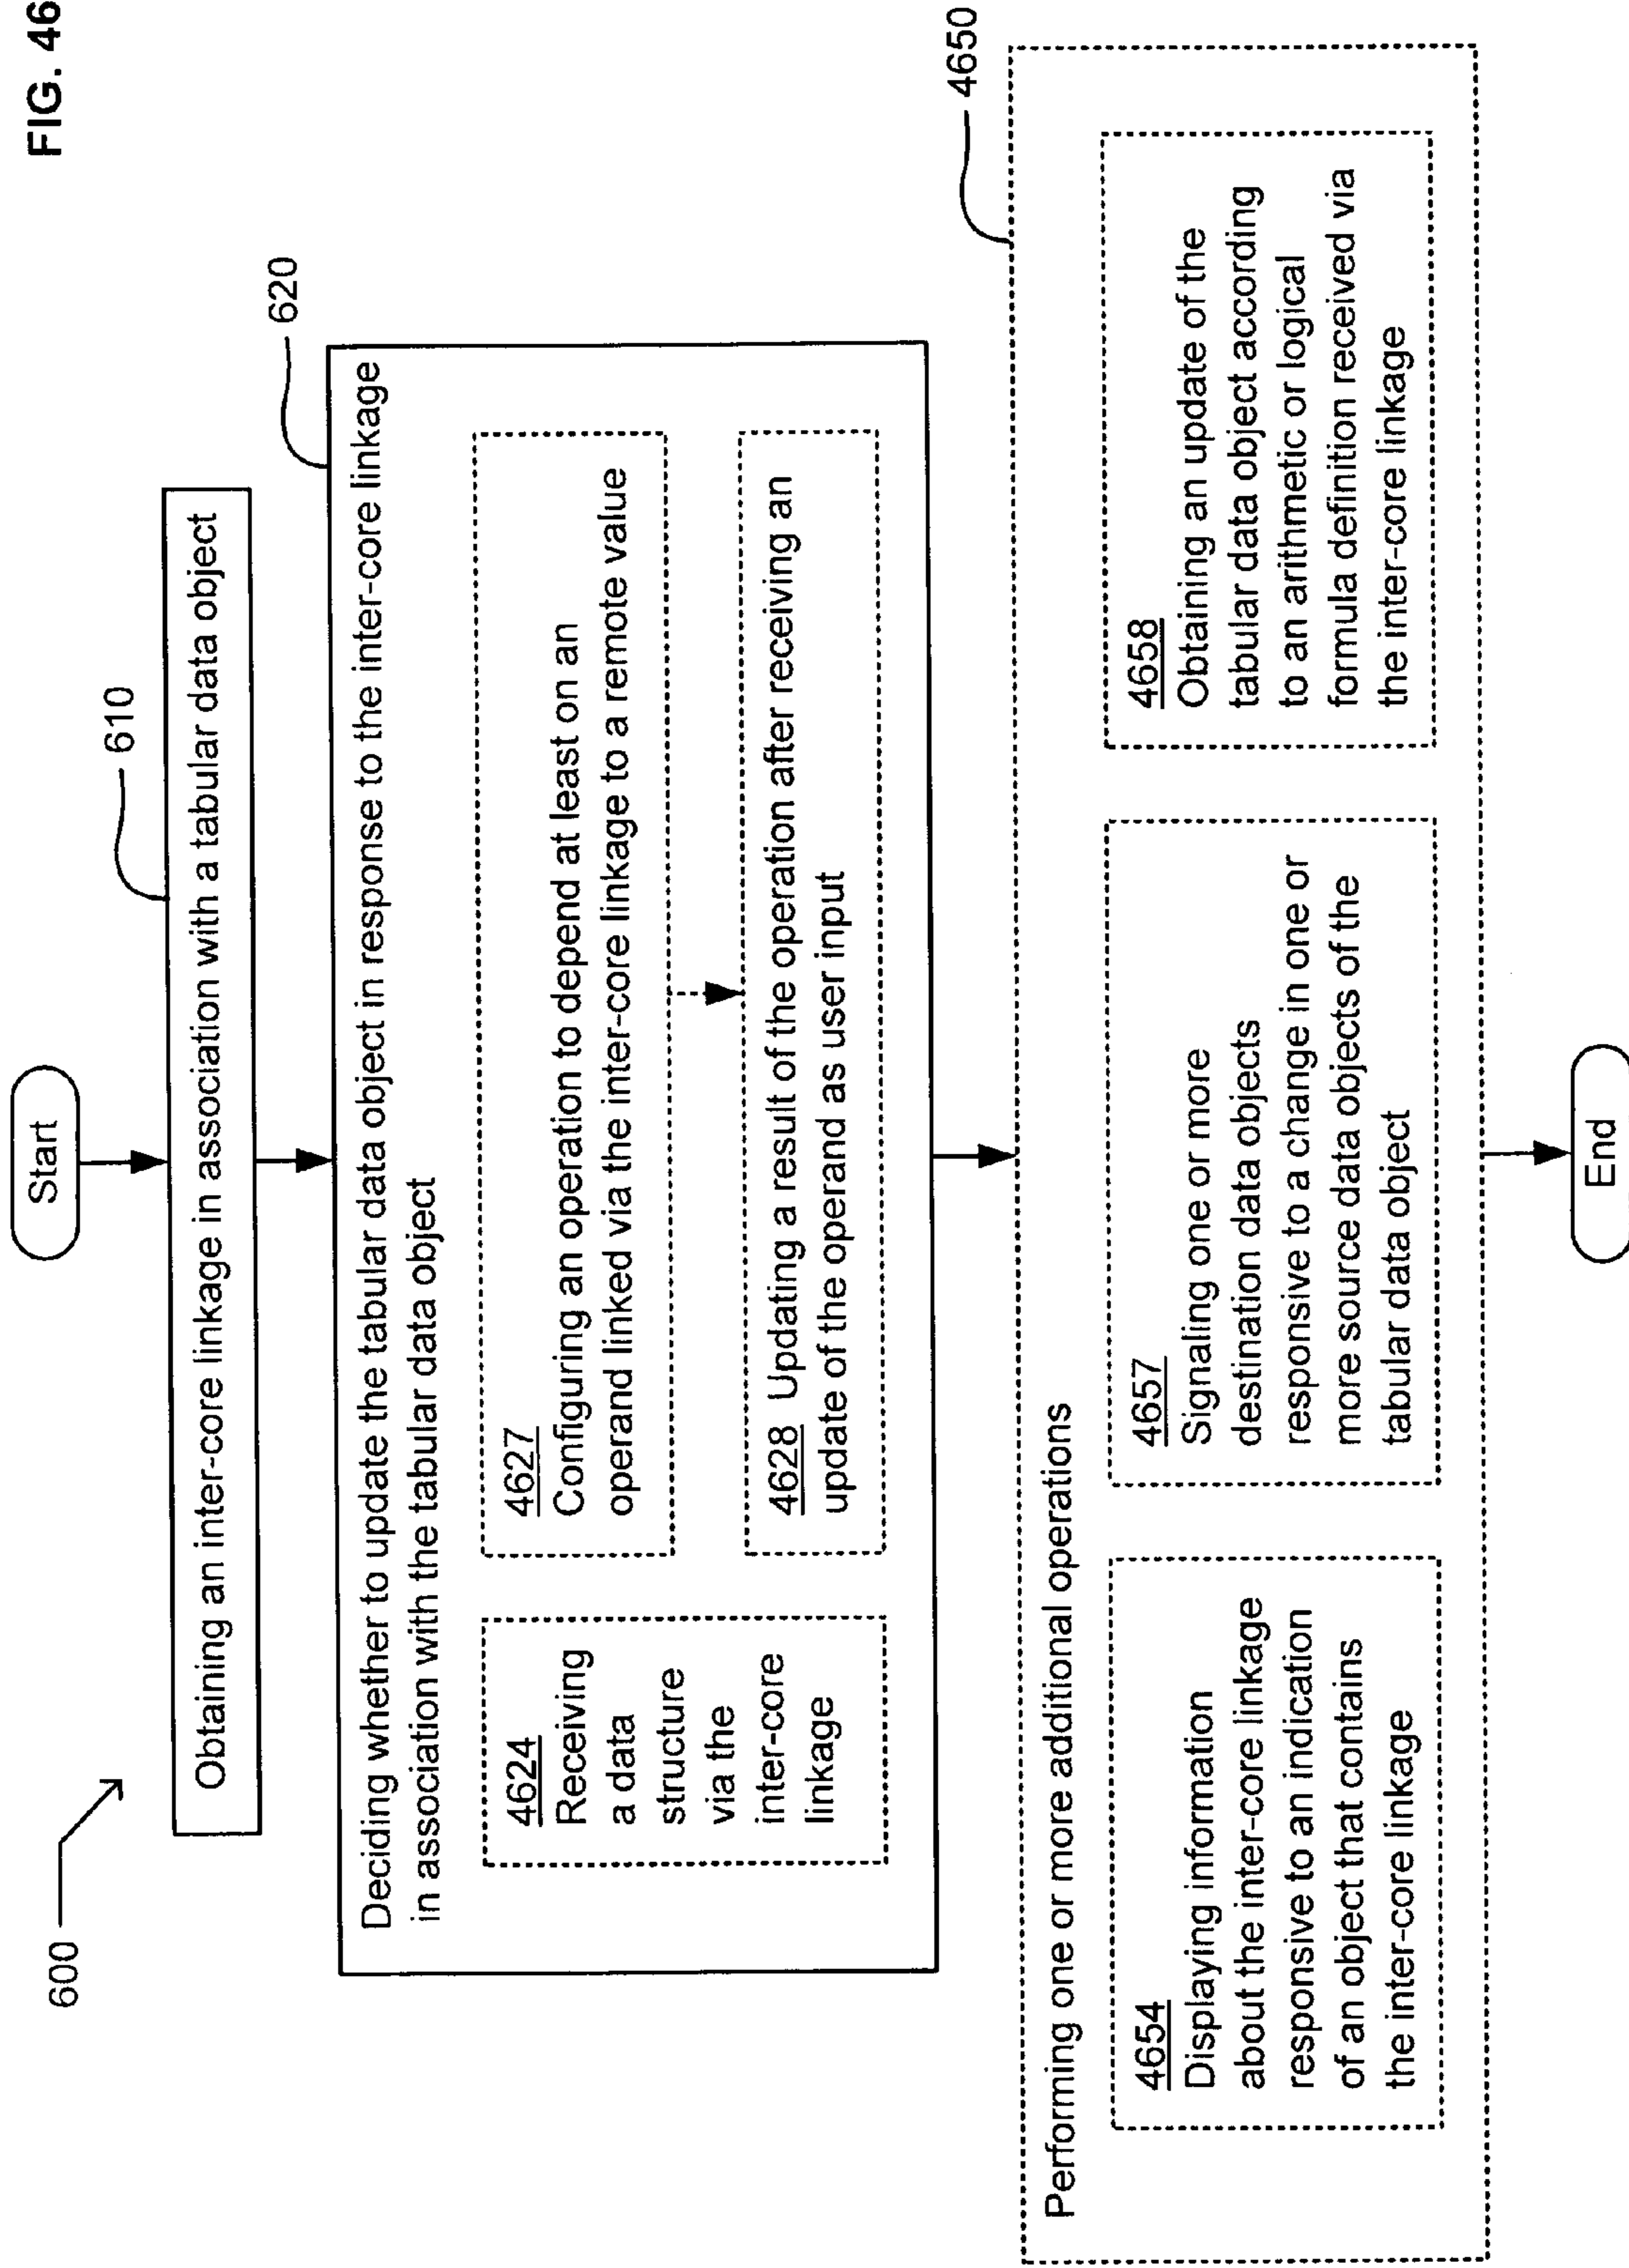 FIG. 46
600
Start
610
Obtaining an inter-core linkage in association with a tabular data object
620
Deciding whether to update the tabular data object in response to the inter-core linkage
in association with the tabular data object
4624
Receiving
a data
structure
via the
inter-core
linkage
4627
Configuring an operation to depend at least on an
operand linked via the inter-core linkage to a remote value
4628 Updating a result of the operation after receiving an
update of the operand as user input
4650
Performing one or more additional operations
4654
Displaying information
about the inter-core linkage
responsive to an indication
of an object that contains
the inter-core linkage
4657
Signaling one or more
destination data objects
responsive to a change in one or
more source data objects of the
tabular data object
4658
Obtaining an update of the
tabular data object according
to an arithmetic or logical
formula definition received via
the inter-core linkage
End